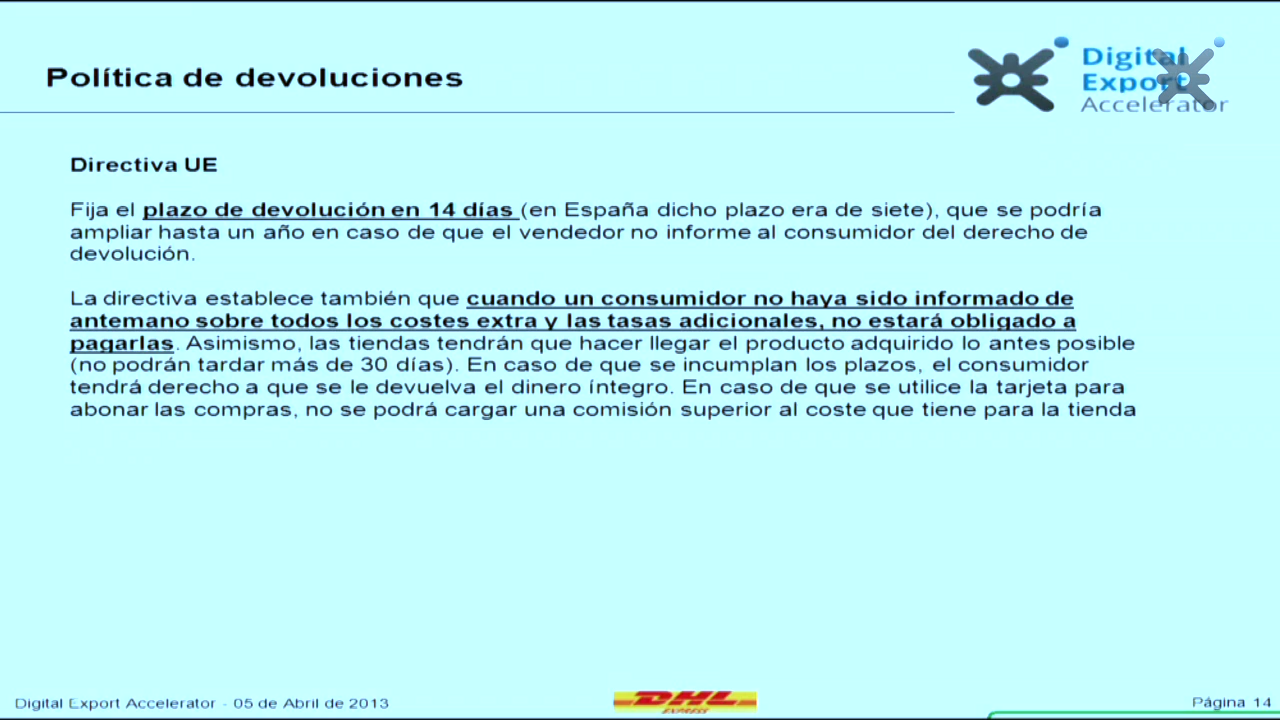 Política de devoluciones
Digital
Export
Accelerator
Directiva UE
Fija el plazo de devolución en 14 días (en España dicho plazo era de siete), que se podría
ampliar hasta un año en caso de que el vendedor no informe al consumidor del derecho de
devolución.
La directiva establece también que cuando un consumidor no haya sido informado de
antemano sobre todos los costes extra y las tasas adicionales, no estará obligado a
pagarlas. Asimismo, las tiendas tendrán que hacer llegar el producto adquirido lo antes posible
(no podrán tardar más de 30 días). En caso de que se incumplan los plazos, el consumidor
tendrá derecho a que se le devuelva el dinero íntegro. En caso de que se utilice la tarjeta para
abonar las compras, no se podrá cargar una comisión superior al coste que tiene para la tienda
Digital Export Accelerator - 05 de Abril de 2013
DHL
EXPRESS
Página 14